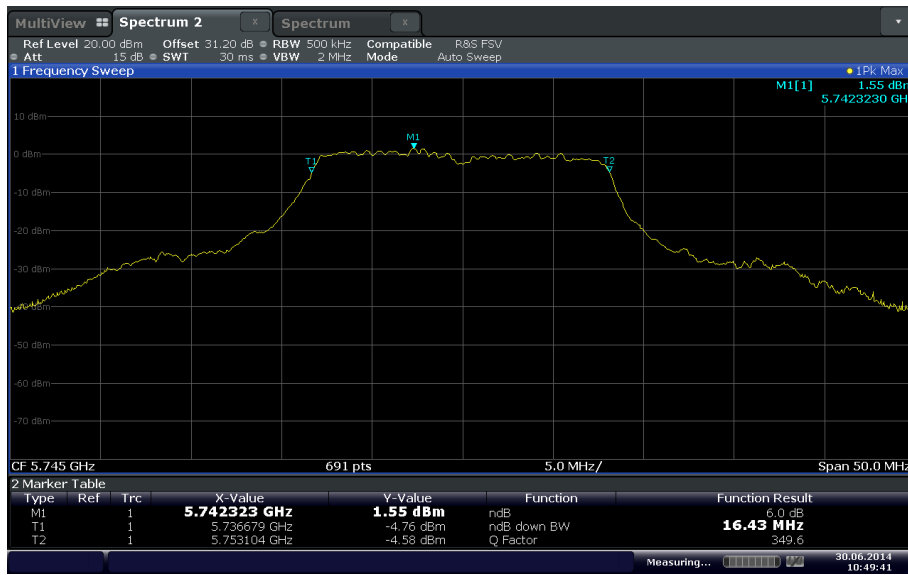 MultiView Spectrum 2 x Spectrum x
Ref Level 20.00 dBm Offset 31.20 dB RBW 500 kHz Compatible R&S FSV
Att 15 dB SWT 30 ms VBW 2 MHz Mode Auto Sweep
1 Frequency Sweep 1Pk Max
M1[1] 1.55 dBm
5.7423230 GH
10 dBm
M1
0 dBm
T1 T2
-10 dBm
-20 dBm
-30 dBm
-50 dBm
-60 dBm
-70 dBm
CF 5.745 GHz 691 pts 5.0 MHz/ Span 50.0 MHz
2 Marker Table
Type Ref Trc X-Value Y-Value Function Function Result
M1 1 5.742323 GHz 1.55 dBm ndB 6.0 dB
T1 1 5.736679 GHz -4.76 dBm ndB down BW 16.43 MHz
T2 1 5.753104 GHz -4.58 dBm Q Factor 349.6
Measuring... 30.06.2014
10:49:41